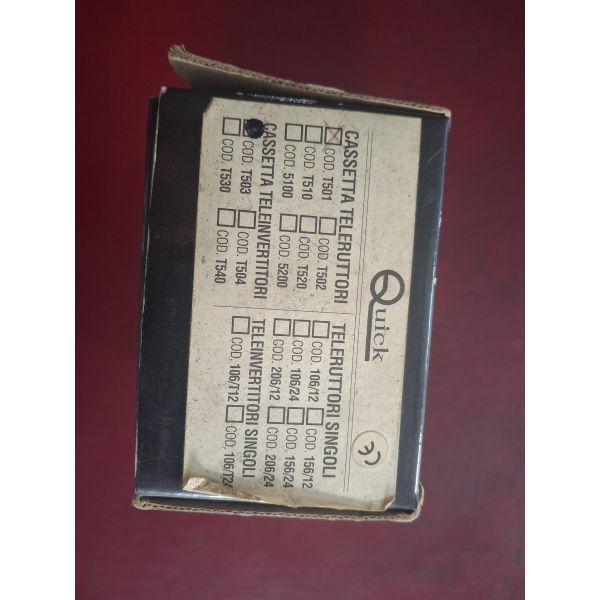 Quick
CE
CASSETTA TELERUTTORI
COD. T501
COD. T502
COD. T510
COD. T520
COD. 5100
COD. 5200
CASSETTA TELEINVERTITORI
COD. T503
COD. T504
COD. T530
COD. T540
TELERUTTORI SINGOLI
COD. 106/12
COD. 156/12
COD. 106/24
COD. 156/24
COD. 206/12
COD. 206/24
TELEINVERTITORI SINGOLI
COD. 106/T12
COD. 106/T24